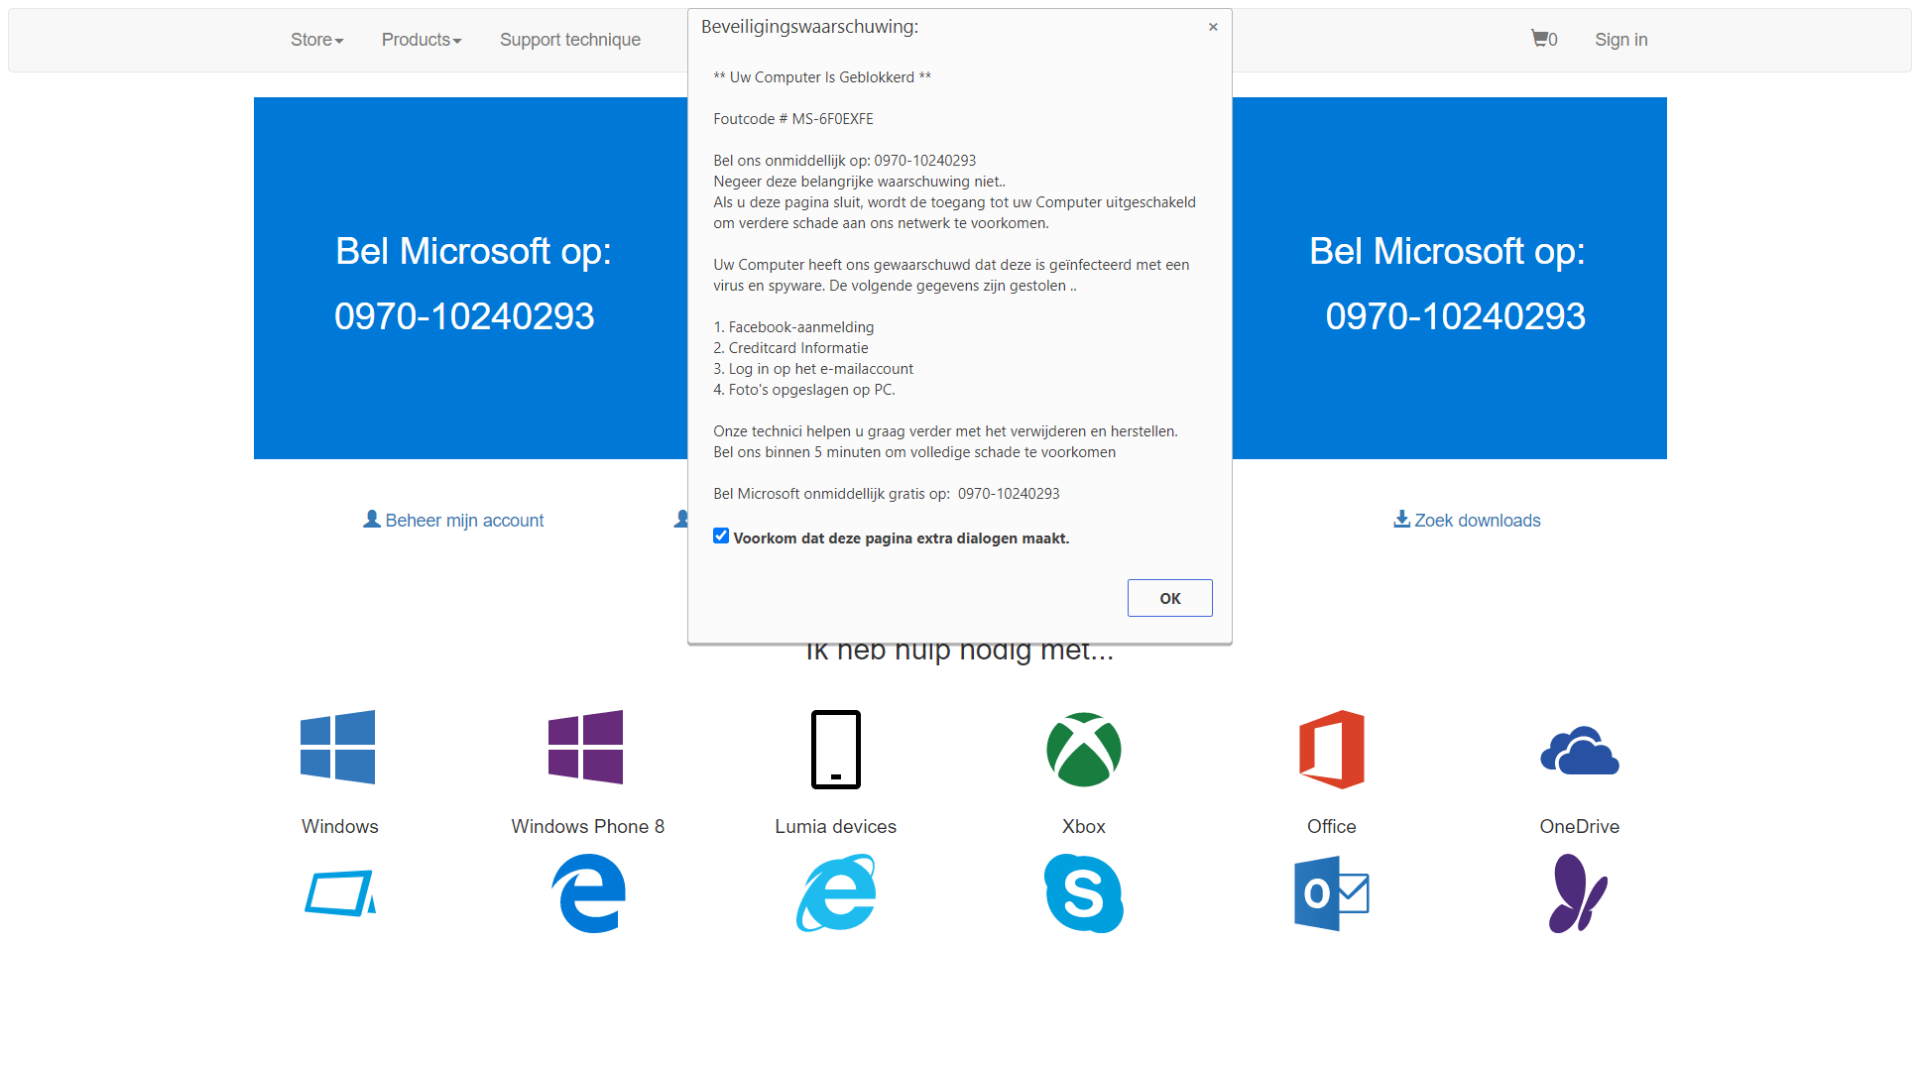 Store
Products
Support technique
0
Sign in
Beveiligingswaarschuwing:
×
** Uw Computer Is Geblokkerd **
Foutcode # MS-6F0EXFE
Bel ons onmiddellijk op: 0970-10240293
Negeer deze belangrijke waarschuwing niet..
Als u deze pagina sluit, wordt de toegang tot uw Computer uitgeschakeld
om verdere schade aan ons netwerk te voorkomen.
Uw Computer heeft ons gewaarschuwd dat deze is geïnfecteerd met een
virus en spyware. De volgende gegevens zijn gestolen ..
1. Facebook-aanmelding
2. Creditcard Informatie
3. Log in op het e-mailaccount
4. Foto's opgeslagen op PC.
Onze technici helpen u graag verder met het verwijderen en herstellen.
Bel ons binnen 5 minuten om volledige schade te voorkomen
Bel Microsoft onmiddellijk gratis op: 0970-10240293
Voorkom dat deze pagina extra dialogen maakt.
OK
Bel Microsoft op:
0970-10240293
Bel Microsoft op:
0970-10240293
Beheer mijn account
Zoek downloads
Ik heb hulp nodig met...
Windows
Windows Phone 8
Lumia devices
Xbox
Office
OneDrive